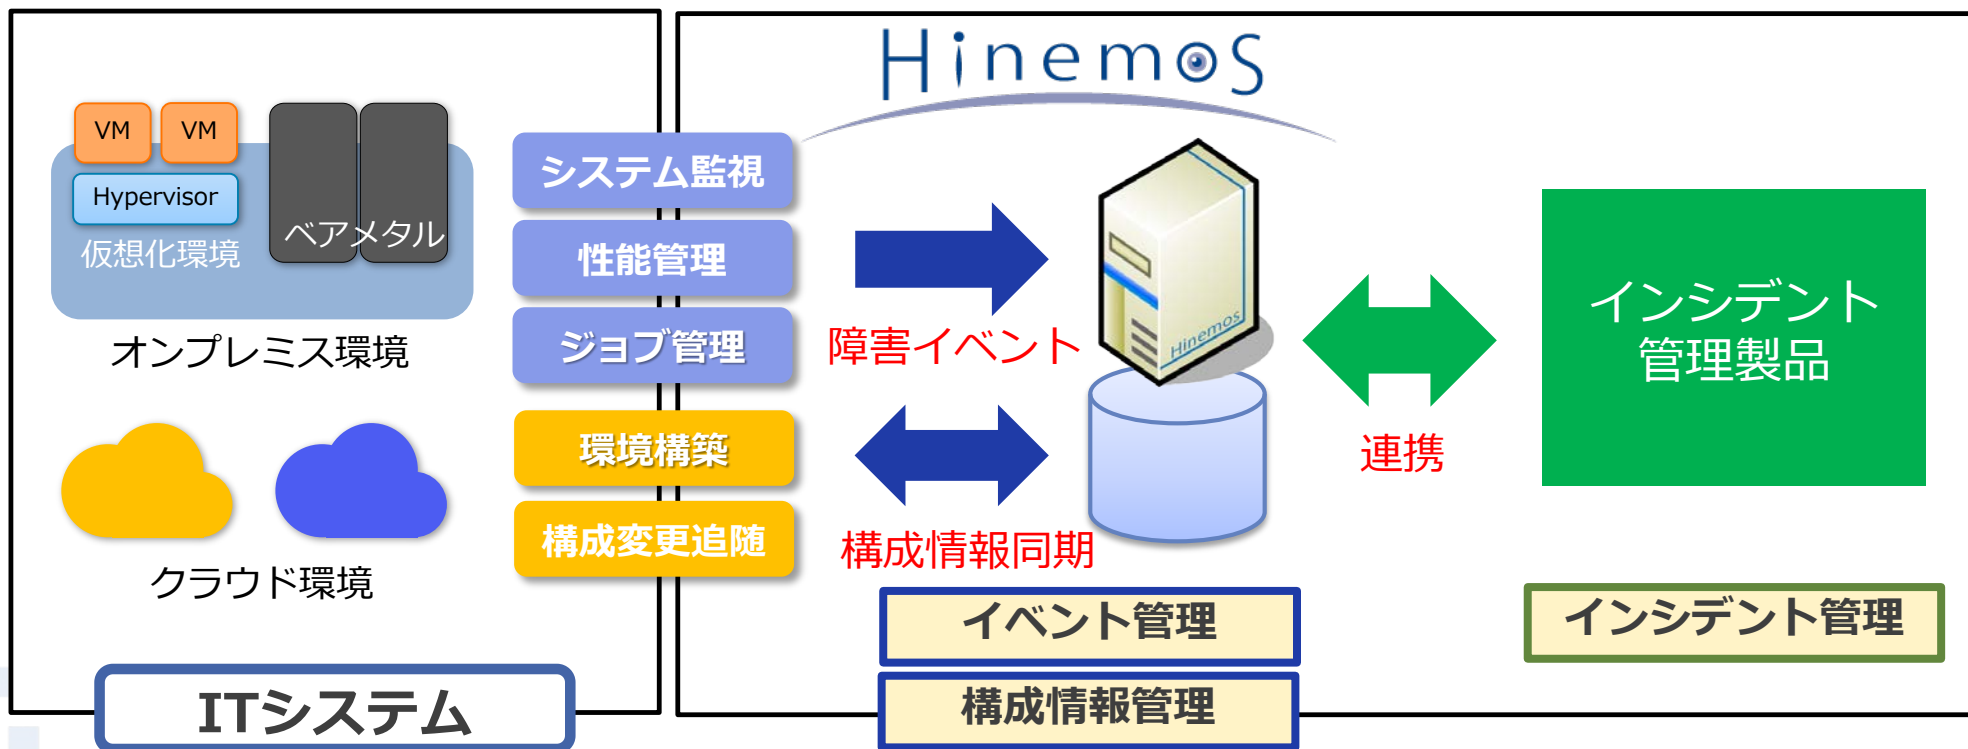 Hinemos
VM
VM
Hypervisor
仮想化環境
ベアメタル
オンプレミス環境
クラウド環境
ITシステム
システム監視
性能管理
ジョブ管理
環境構築
構成変更追随
障害イベント
構成情報同期
Hinemos
連携
インシデント
管理製品
イベント管理
構成情報管理
インシデント管理